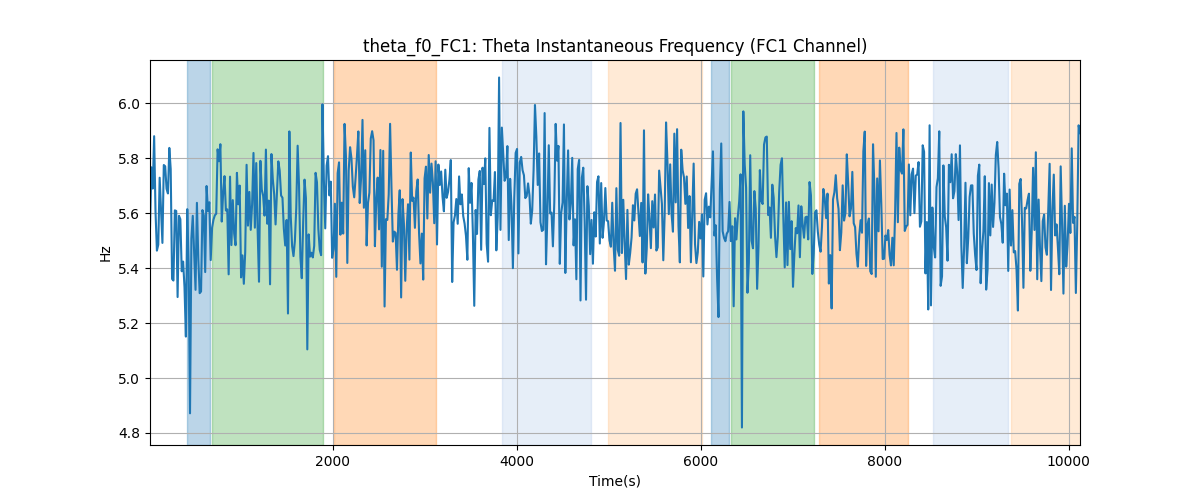 theta_f0_FC1: Theta Instantaneous Frequency (FC1 Channel)
Hz
6.0
5.8
5.6
5.4
5.2
5.0
4.8
2000 4000 6000 8000 10000
Time(s)